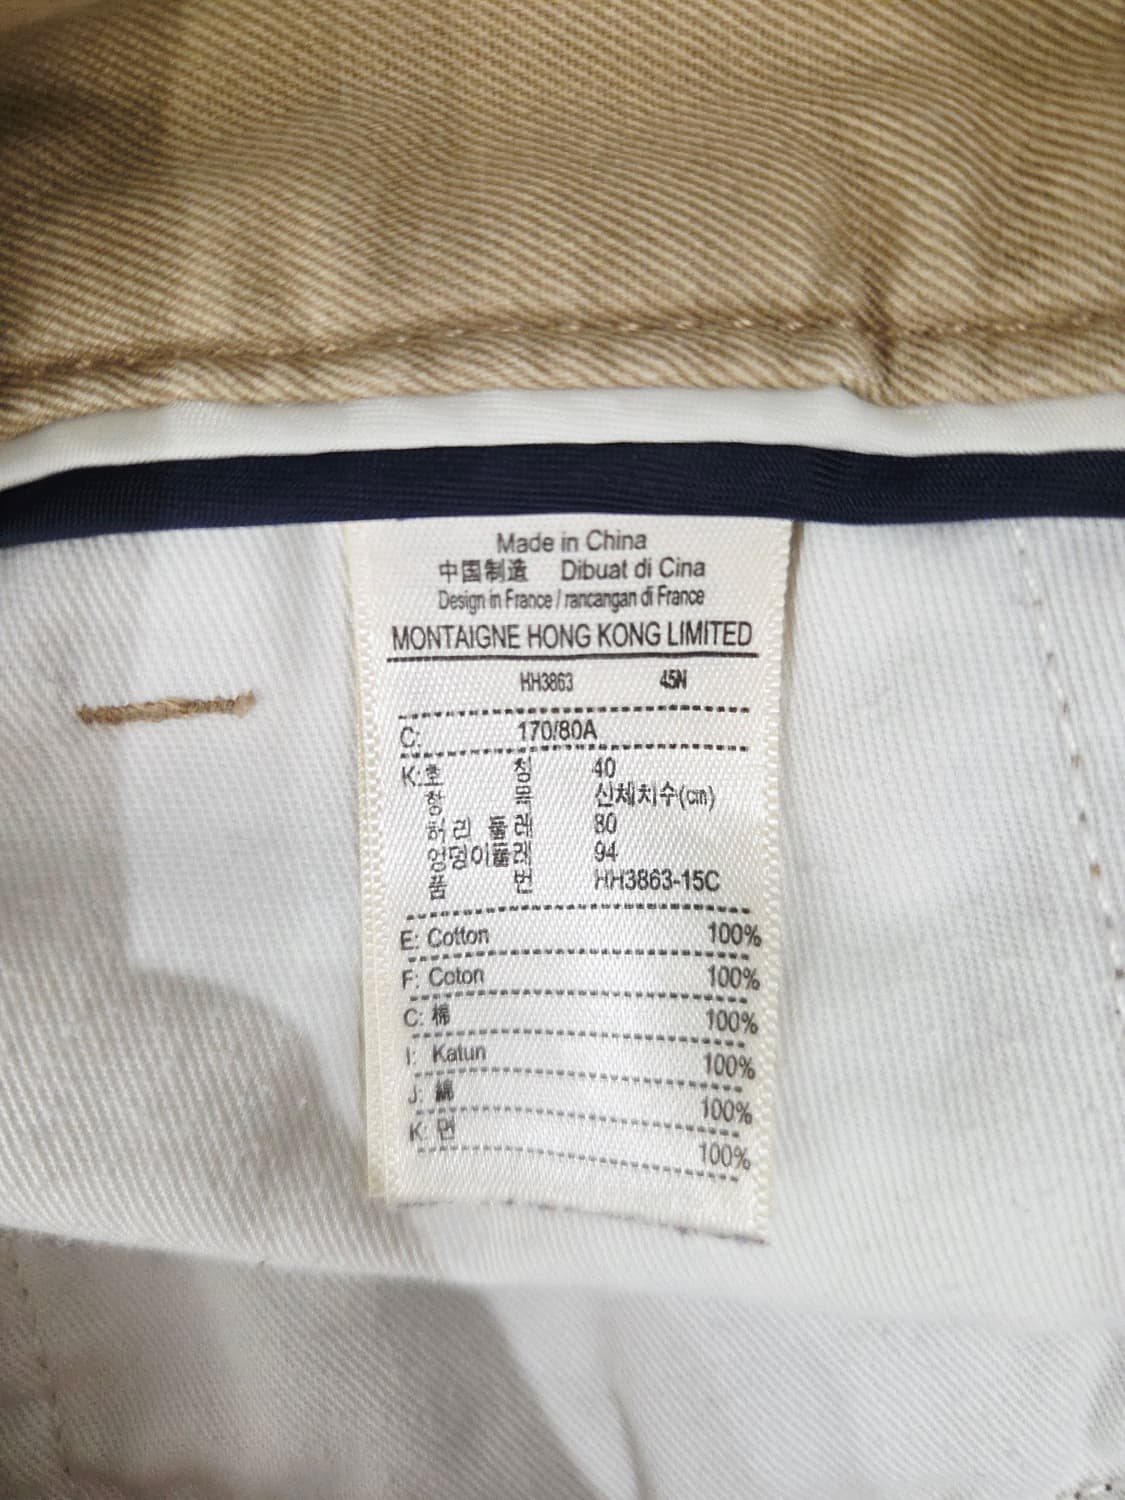 Made in China
中国制造 Dibuat di Cina
Design in France / rancangan di France
MONTAIGNE HONG KONG LIMITED
HH3863 45N
C: 170/80A
K: 호 칭 40
항 목 신체치수(cm)
허리 둘레 80
엉덩이둘레 94
품 번 HH3863-15C
E: Cotton 100%
F: Coton 100%
C: 棉 100%
I: Katun 100%
J: 綿 100%
K: 면 100%